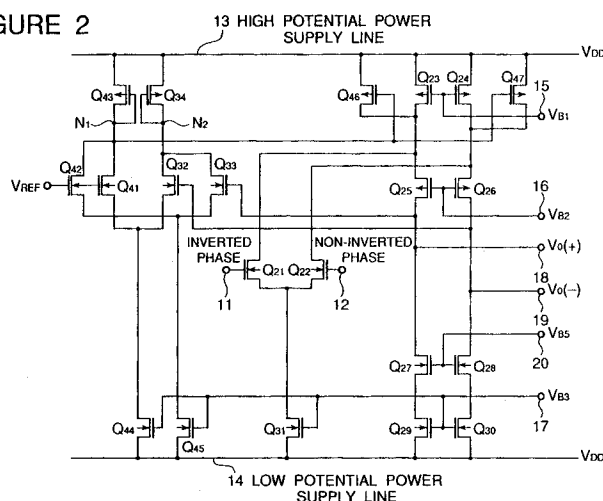 FIGURE 2
13 HIGH POTENTIAL POWER
SUPPLY LINE
VDD
Q43
Q34
Q46
Q23
Q24
Q47
15
N1
N2
VB1
Q42
Q32
Q33
VREF
Q41
Q25
Q26
16
VB2
INVERTED
PHASE
NON-INVERTED
PHASE
V0(+)
Q21
Q22
18
11
12
V0(-)
19
Q27
Q28
VB5
20
VB3
17
Q44
Q45
Q31
Q29
Q30
VDD
14 LOW POTENTIAL POWER
SUPPLY LINE